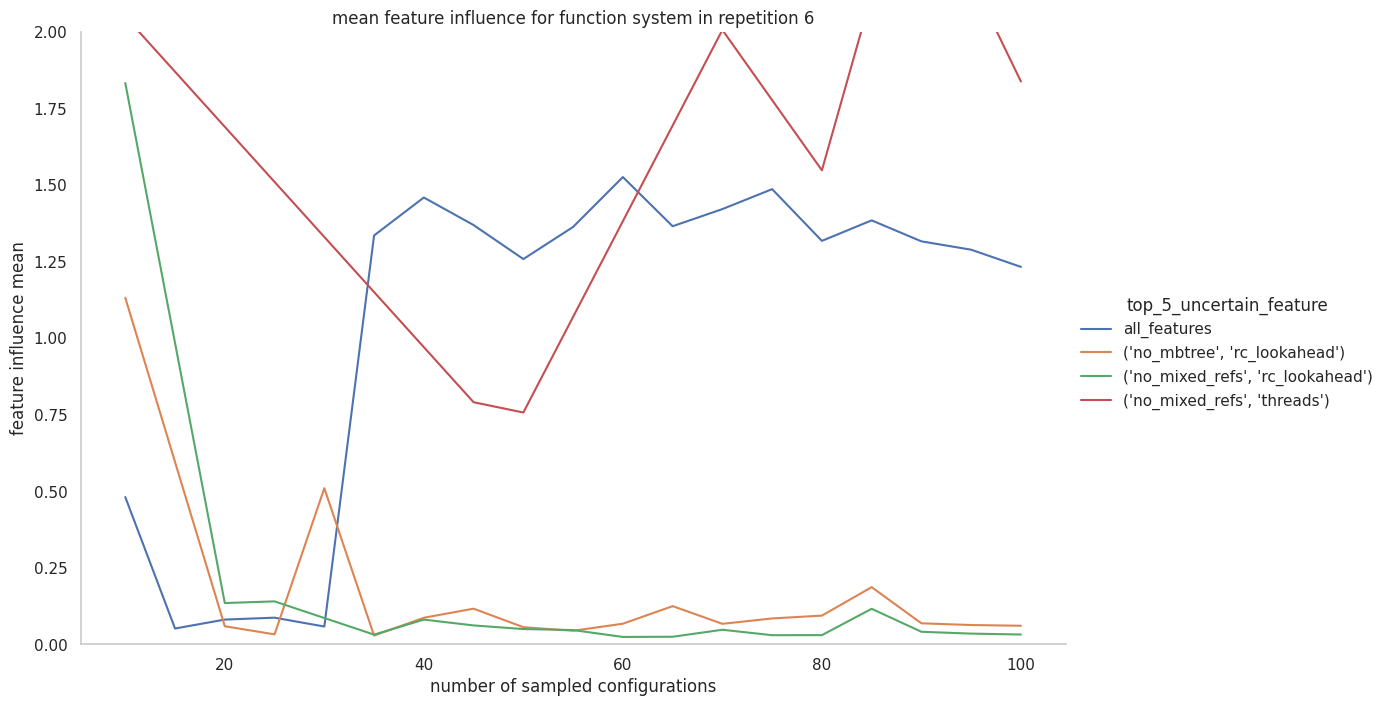 mean feature influence for function system in repetition 6
2.00
1.75
1.50
1.25
1.00
0.75
0.50
0.25
0.00
feature influence mean
20
40
60
80
100
number of sampled configurations
top_5_uncertain_feature
all_features
('no_mbtree', 'rc_lookahead')
('no_mixed_refs', 'rc_lookahead')
('no_mixed_refs', 'threads')